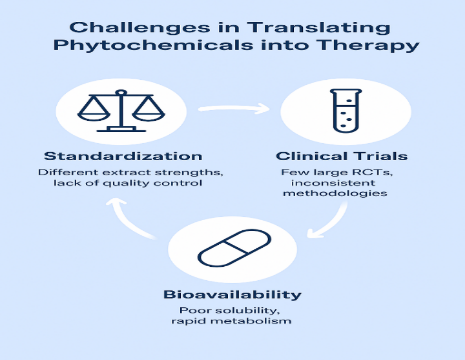 Challenges in Translating
Phytochemicals into Therapy
Standardization
Different extract strengths,
lack of quality control
Clinical Trials
Few large RCTs,
inconsistent
methodologies
Bioavailability
Poor solubility,
rapid metabolism